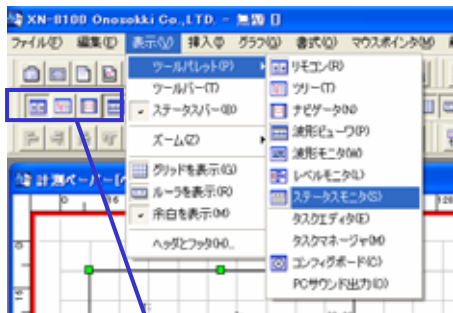 XN-8100 Onosokki Co.,LTD. - 無題
ファイル(F) 編集(E) 表示(V) 挿入 グラフ(G) 書式(O) マウスポインタ(M)
ツールパレット(P)
ツールバー(T)
ステータスバー(B)
ズーム(Z)
グリッドを表示(G)
ルーラを表示(R)
余白を表示(M)
ヘッダとフッタ(H)...
リモコン(R)
ツリー(T)
ナビゲータ(N)
波形ビューワ(P)
波形モニタ(W)
レベルモニタ(L)
ステータスモニタ(S)
タスクエディタ(E)
タスクマネージャ(M)
コンフィグボード(C)
PCサウンド出力(O)
計測ペーパー